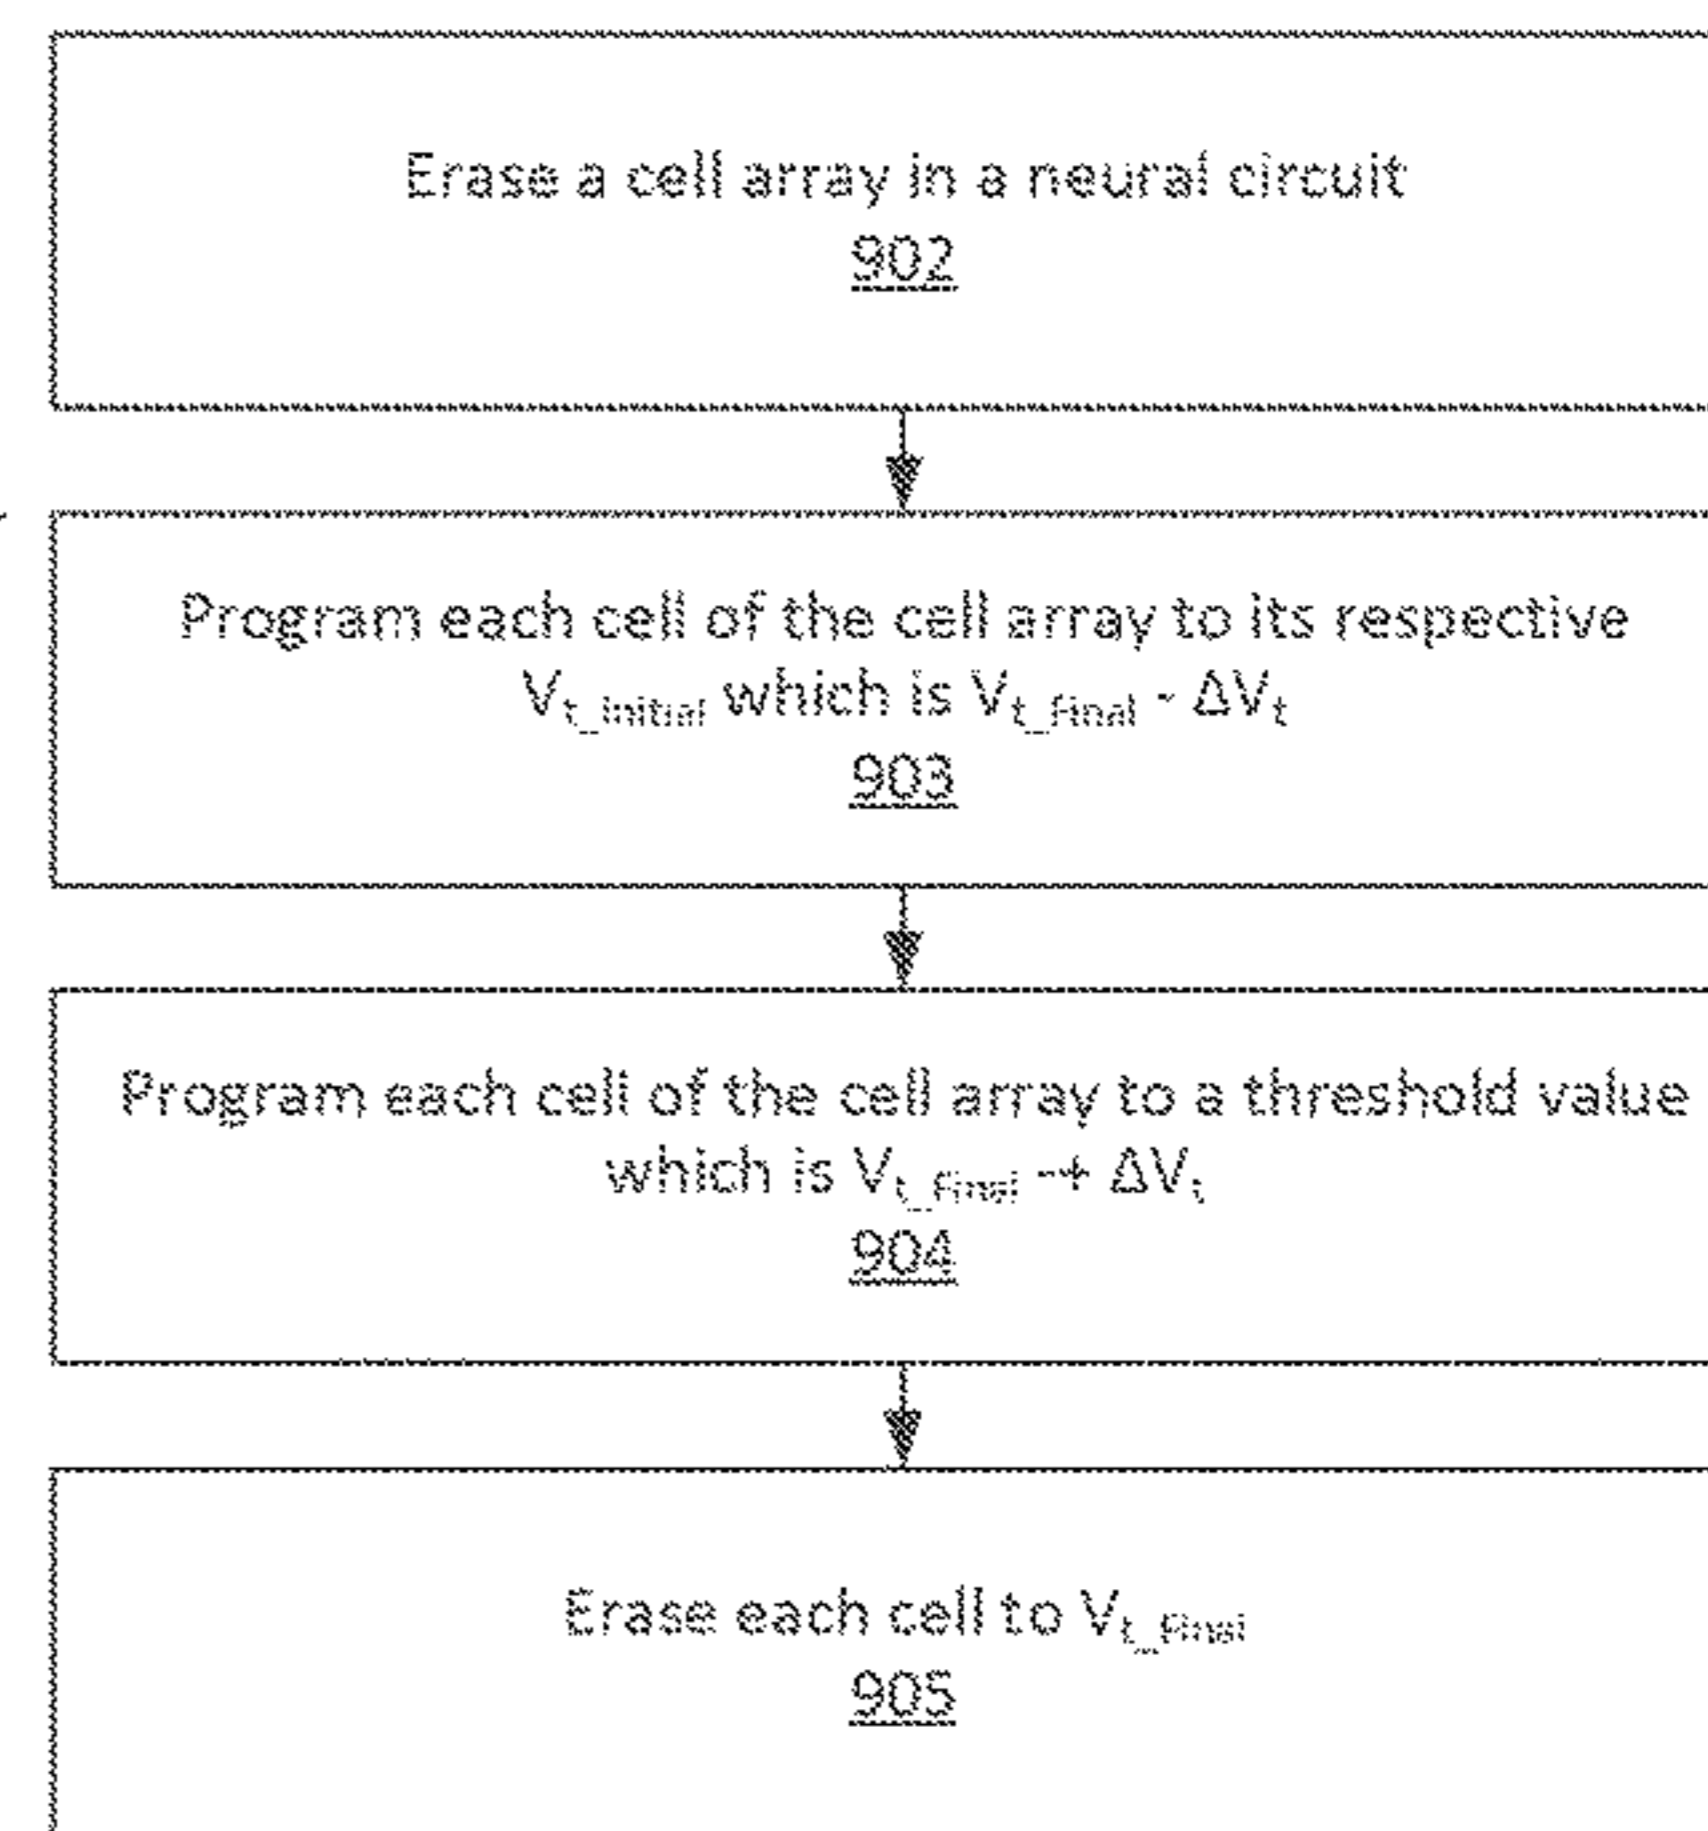 Erase a cell array in a neural circuit
902
Program each cell of the cell array to its respective
Vt_Initial which is Vt_Final - ΔVt
903
Program each cell of the cell array to a threshold value
which is Vt_Final -+ ΔVt
904
Erase each cell to Vt_Final
905